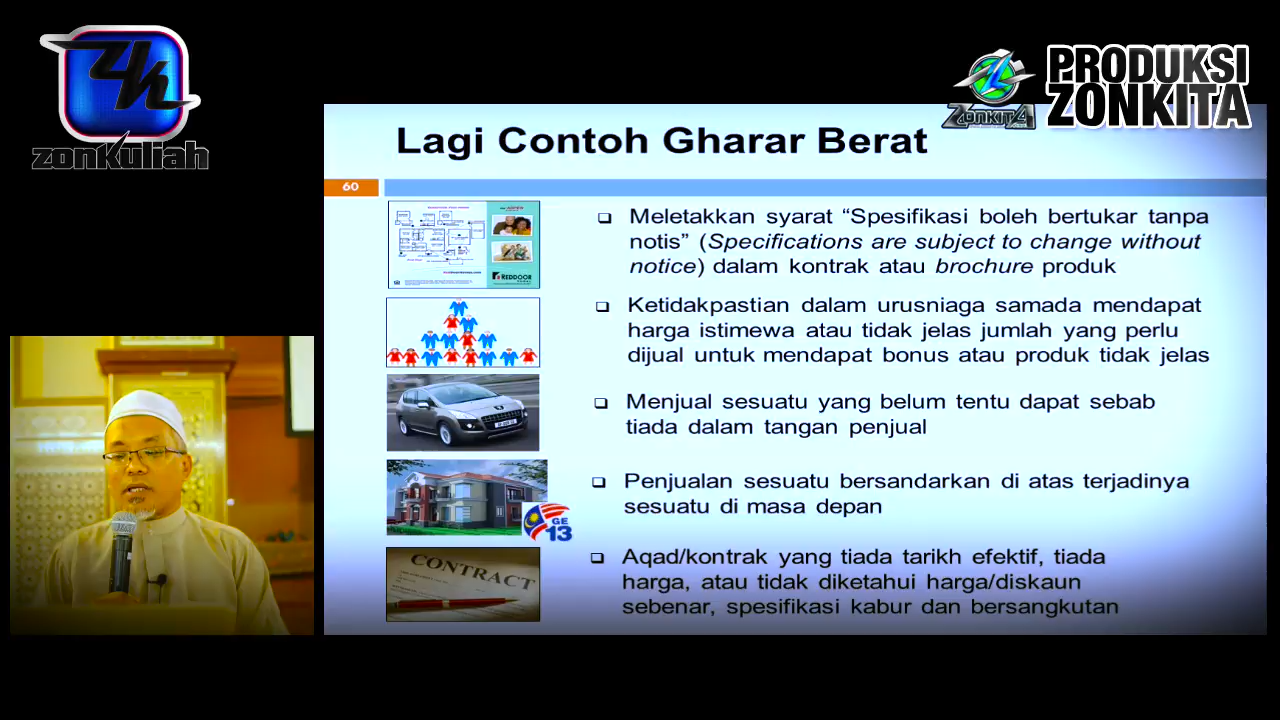 ZK
zonKuliah
ZONKITA
PRODUKSI
ZONKITA
Lagi Contoh Gharar Berat
60
REDDOOR
Meletakkan syarat “Spesifikasi boleh bertukar tanpa
notis” (Specifications are subject to change without
notice) dalam kontrak atau brochure produk
Ketidakpastian dalam urusniaga samada mendapat
harga istimewa atau tidak jelas jumlah yang perlu
dijual untuk mendapat bonus atau produk tidak jelas
Menjual sesuatu yang belum tentu dapat sebab
tiada dalam tangan penjual
Penjualan sesuatu bersandarkan di atas terjadinya
sesuatu di masa depan
GE
13
CONTRACT
Aqad/kontrak yang tiada tarikh efektif, tiada
harga, atau tidak diketahui harga/diskaun
sebenar, spesifikasi kabur dan bersangkutan